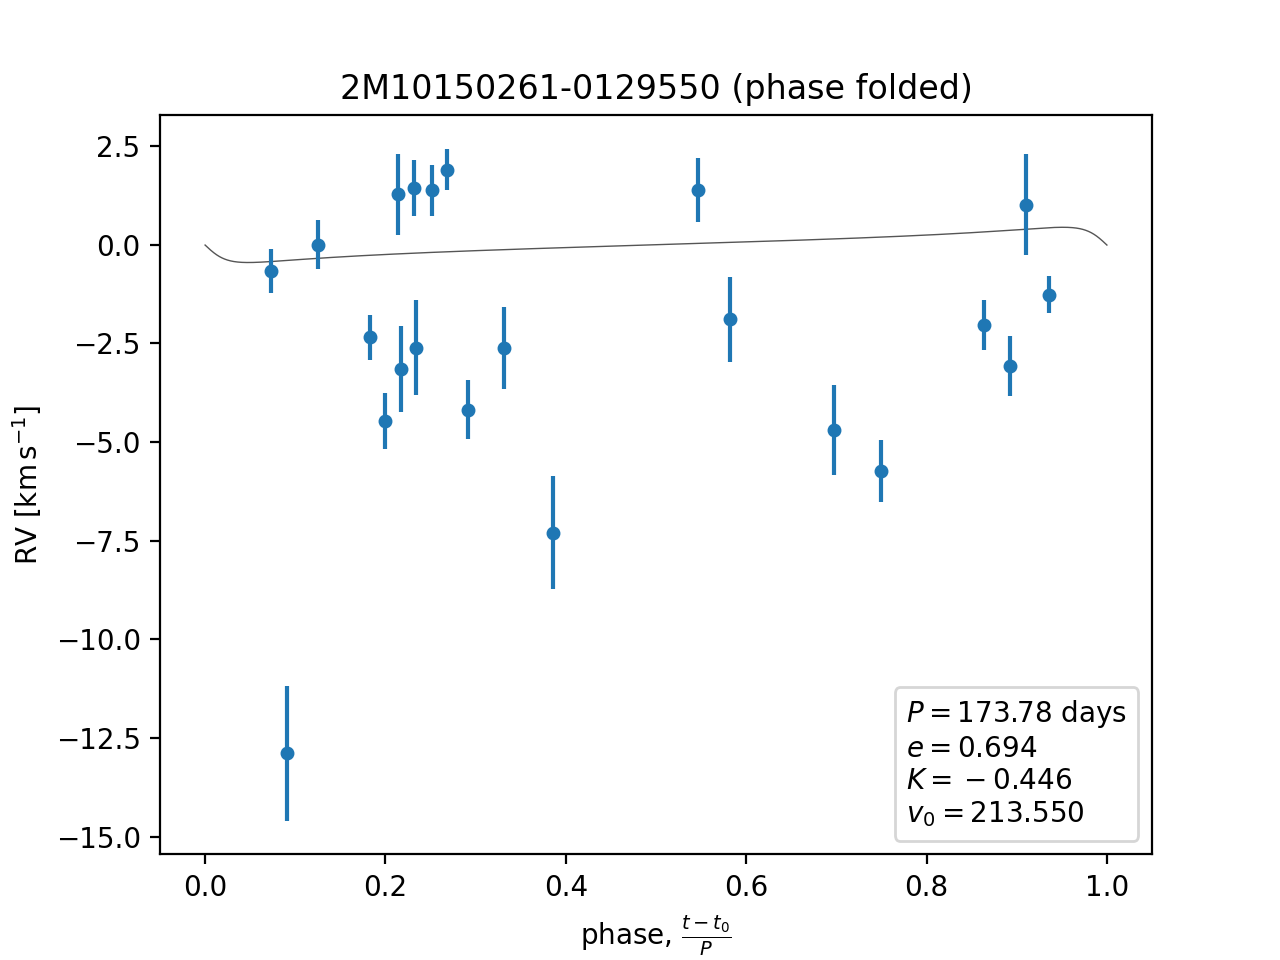 2M10150261-0129550 (phase folded)
2.5
0.0
−2.5
−5.0
−7.5
−10.0
−12.5
−15.0
RV [km s⁻¹]
P = 173.78 days
e = 0.694
K = −0.446
v₀ = 213.550
0.0 0.2 0.4 0.6 0.8 1.0
phase, (t − t₀)/P